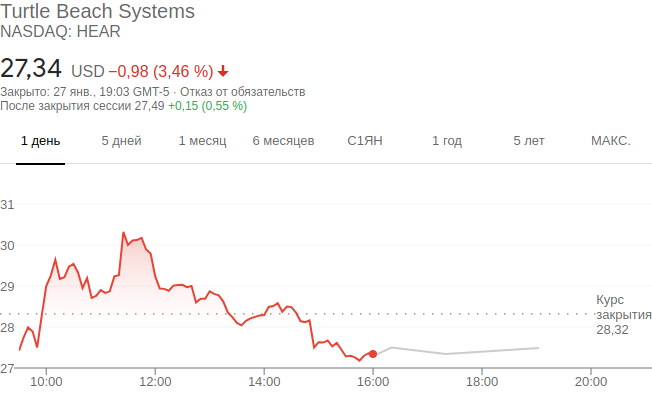 Turtle Beach Systems
NASDAQ: HEAR
27,34 USD −0,98 (3,46 %)
Закрыто: 27 янв., 19:03 GMT-5 · Отказ от обязательств
После закрытия сессии 27,49 +0,15 (0,55 %)
1 день 5 дней 1 месяц 6 месяцев С1ЯН 1 год 5 лет МАКС.
31
30
29
Курс
закрытия
28,32
28
27
10:00 12:00 14:00 16:00 18:00 20:00